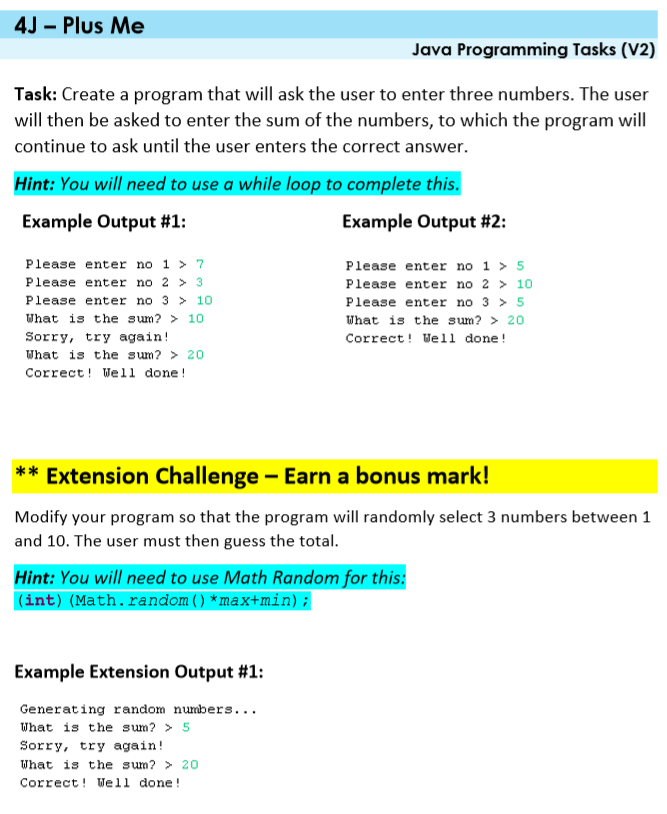 4J – Plus Me
Java Programming Tasks (V2)
Task: Create a program that will ask the user to enter three numbers. The user
will then be asked to enter the sum of the numbers, to which the program will
continue to ask until the user enters the correct answer.
Hint: You will need to use a while loop to complete this.
Example Output #1:
Please enter no 1 > 7
Please enter no 2 > 3
Please enter no 3 > 10
What is the sum? > 10
Sorry, try again!
What is the sum? > 20
Correct! Well done!
Example Output #2:
Please enter no 1 > 5
Please enter no 2 > 10
Please enter no 3 > 5
What is the sum? > 20
Correct! Well done!
** Extension Challenge – Earn a bonus mark!
Modify your program so that the program will randomly select 3 numbers between 1
and 10. The user must then guess the total.
Hint: You will need to use Math Random for this:
(int)(Math.random()*max+min);
Example Extension Output #1:
Generating random numbers...
What is the sum? > 5
Sorry, try again!
What is the sum? > 20
Correct! Well done!